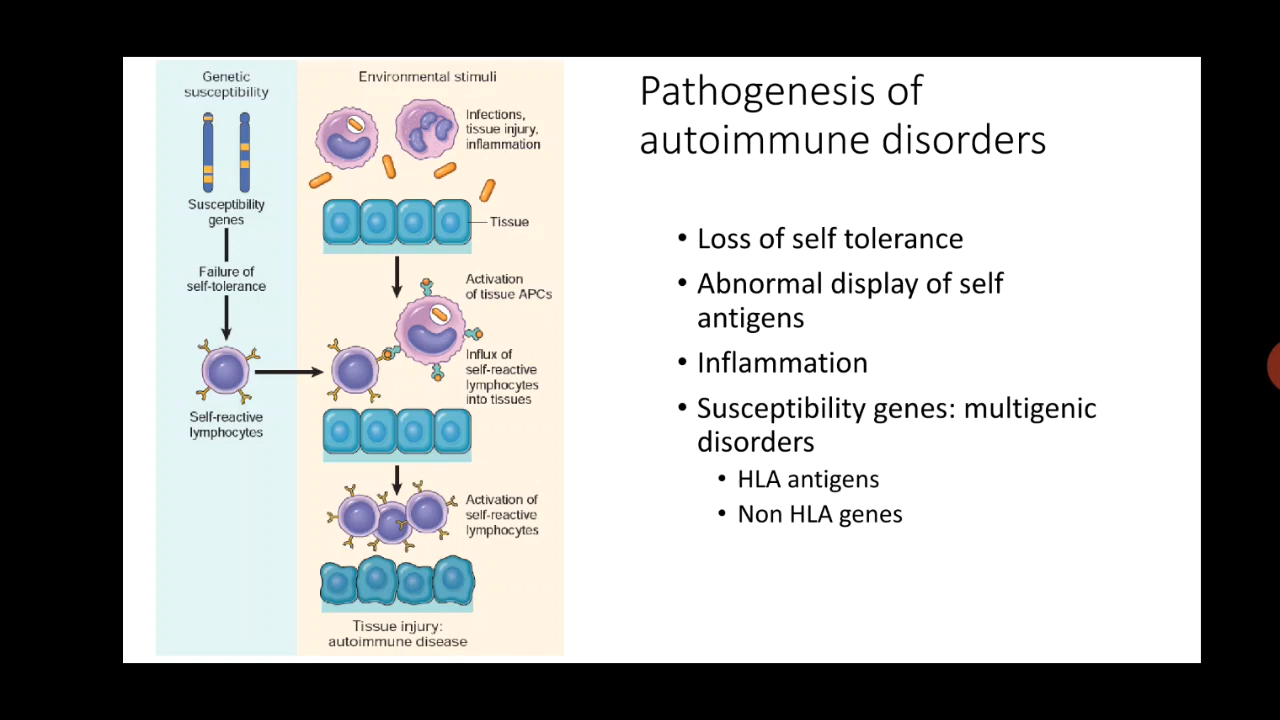 Genetic
susceptibility
Susceptibility
genes
Failure of
self-tolerance
Self-reactive
lymphocytes
Environmental stimuli
Infections,
tissue injury,
inflammation
Tissue
Activation
of tissue APCs
Influx of
self-reactive
lymphocytes
into tissues
Activation of
self-reactive
lymphocytes
Tissue injury:
autoimmune disease
Pathogenesis of
autoimmune disorders
• Loss of self tolerance
• Abnormal display of self
antigens
• Inflammation
• Susceptibility genes: multigenic
disorders
• HLA antigens
• Non HLA genes